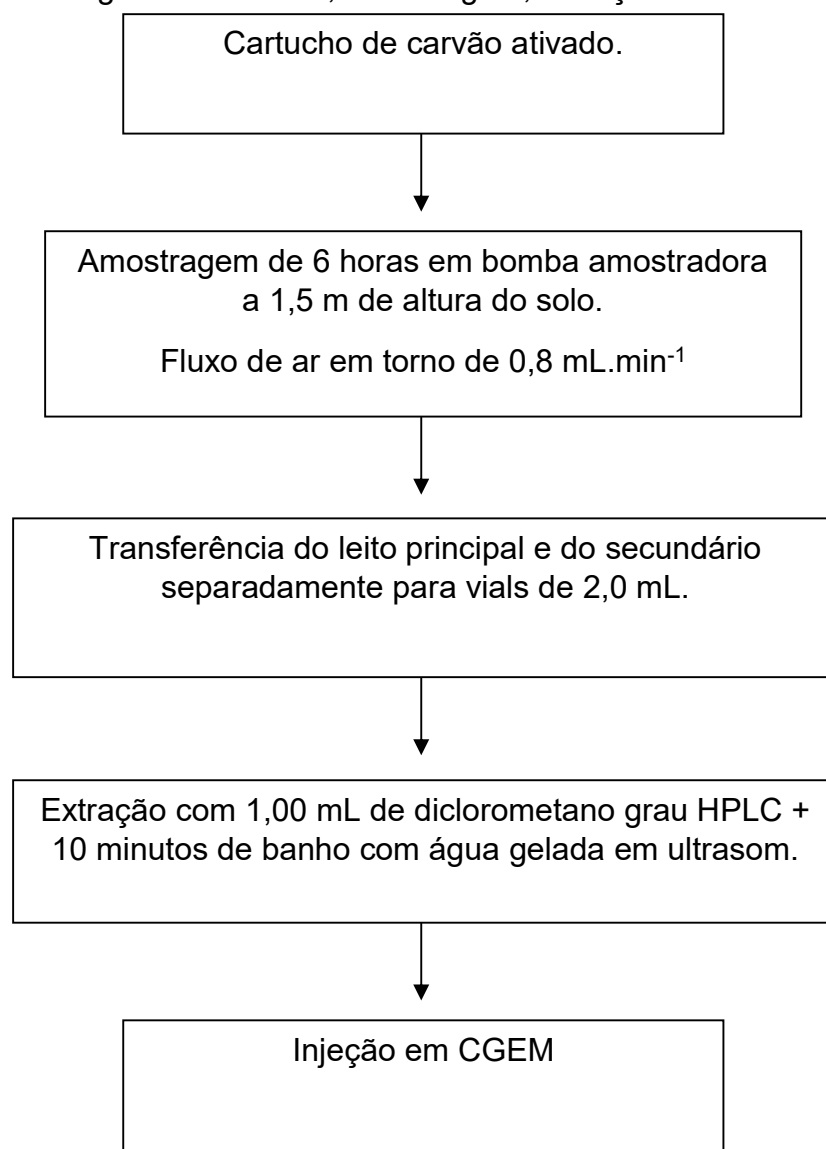 Cartucho de carvão ativado.
Amostragem de 6 horas em bomba amostradora
a 1,5 m de altura do solo.
Fluxo de ar em torno de 0,8 mL.min⁻¹
Transferência do leito principal e do secundário
separadamente para vials de 2,0 mL.
Extração com 1,00 mL de diclorometano grau HPLC +
10 minutos de banho com água gelada em ultrasom.
Injeção em CGEM